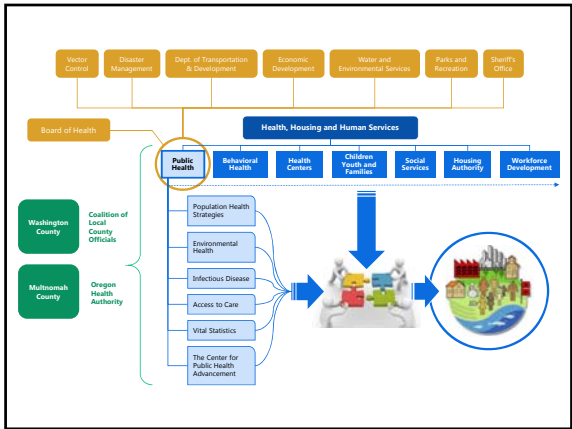 Vector
Control
Disaster
Management
Dept. of Transportation
& Development
Economic
Development
Water and
Environmental Services
Parks and
Recreation
Sheriff's
Office
Board of Health
Health, Housing and Human Services
Public
Health
Behavioral
Health
Health
Centers
Children
Youth and
Families
Social
Services
Housing
Authority
Workforce
Development
Washington
County
Coalition of
Local
County
Officials
Multnomah
County
Oregon
Health
Authority
Population Health
Strategies
Environmental
Health
Infectious Disease
Access to Care
Vital Statistics
The Center for
Public Health
Advancement